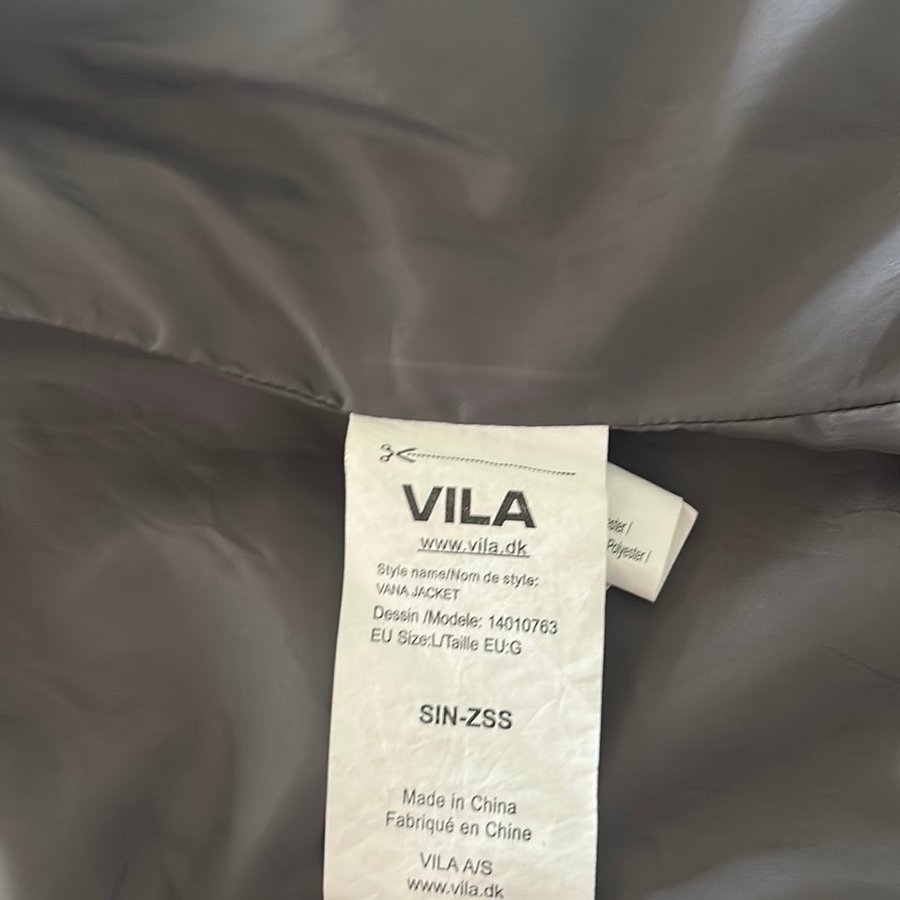 VILA
www.vila.dk
Style name/Nom de style:
VANA JACKET
Dessin /Modele: 14010763
EU Size:L/Taille EU:G
SIN-ZSS
Made in China
Fabriqué en Chine
VILA A/S
www.vila.dk
Polyester /